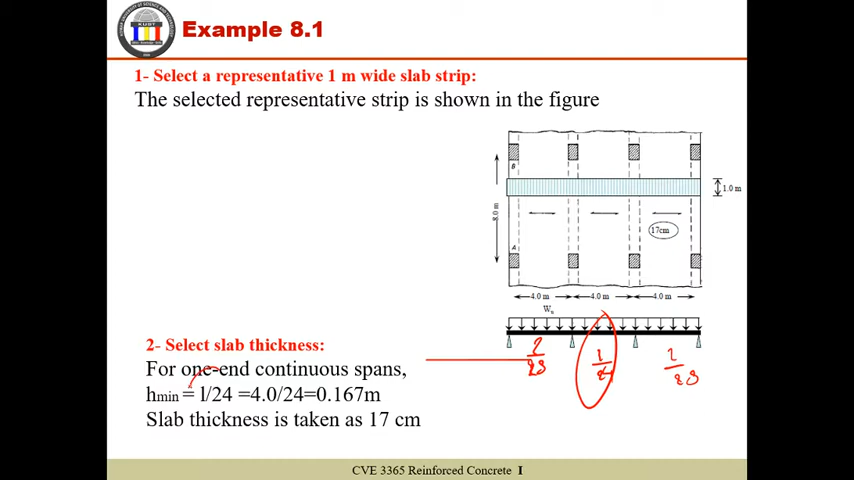 Example 8.1
1- Select a representative 1 m wide slab strip:
The selected representative strip is shown in the figure
B
1.0 m
8.0 m
17cm
A
4.0 m 4.0 m 4.0 m
Wu
2- Select slab thickness:
For one-end continuous spans,
hmin = l/24 =4.0/24=0.167m
Slab thickness is taken as 17 cm
CVE 3365 Reinforced Concrete I